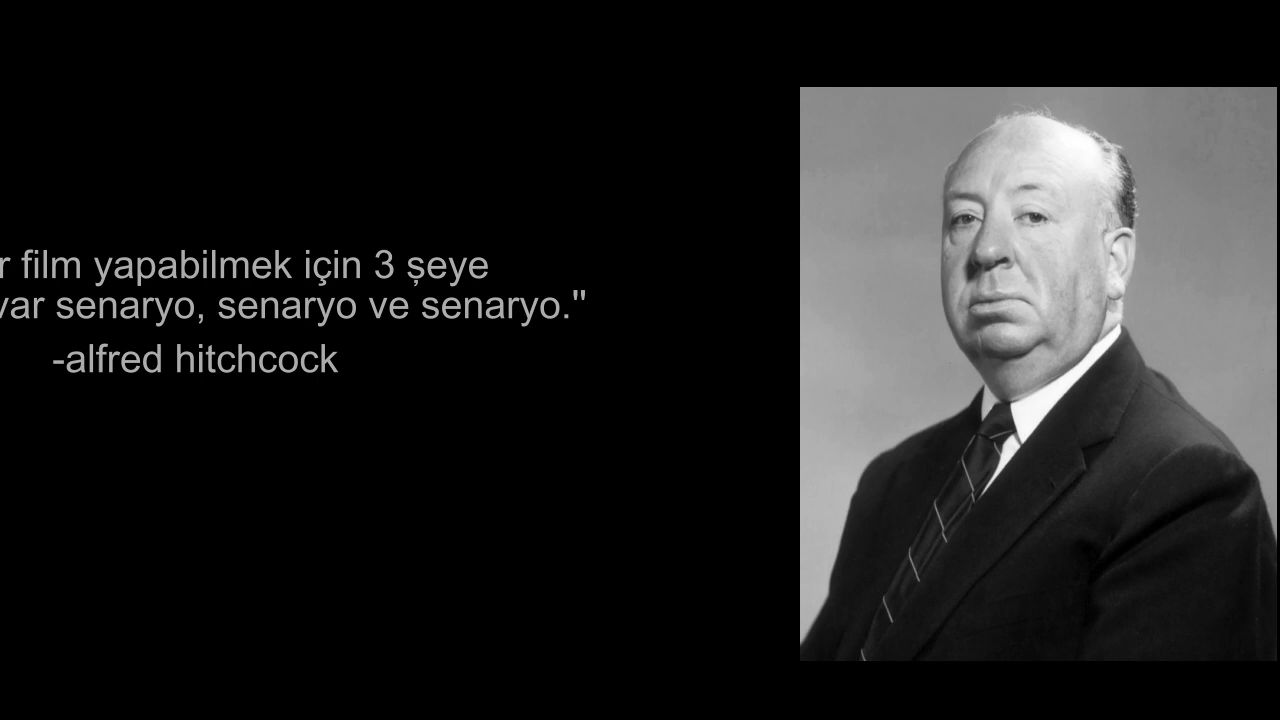 r film yapabilmek için 3 şeye
var senaryo, senaryo ve senaryo."
-alfred hitchcock